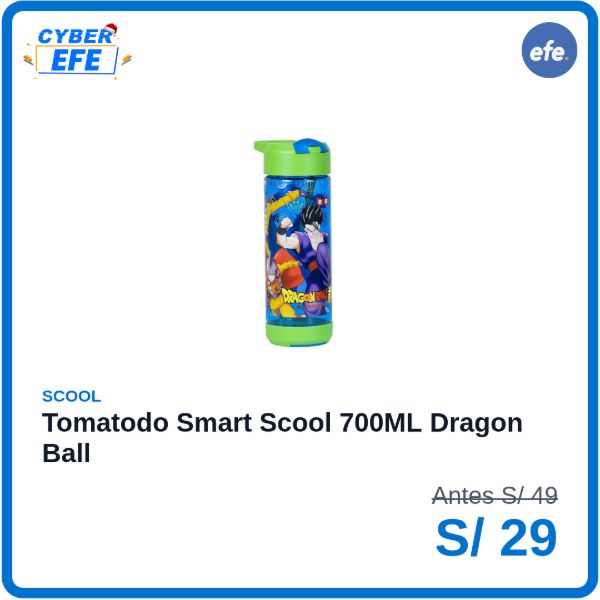 CYBER
EFE
efe.
DRAGON BALL
SCOOL
Tomatodo Smart Scool 700ML Dragon
Ball
Antes S/ 49
S/ 29